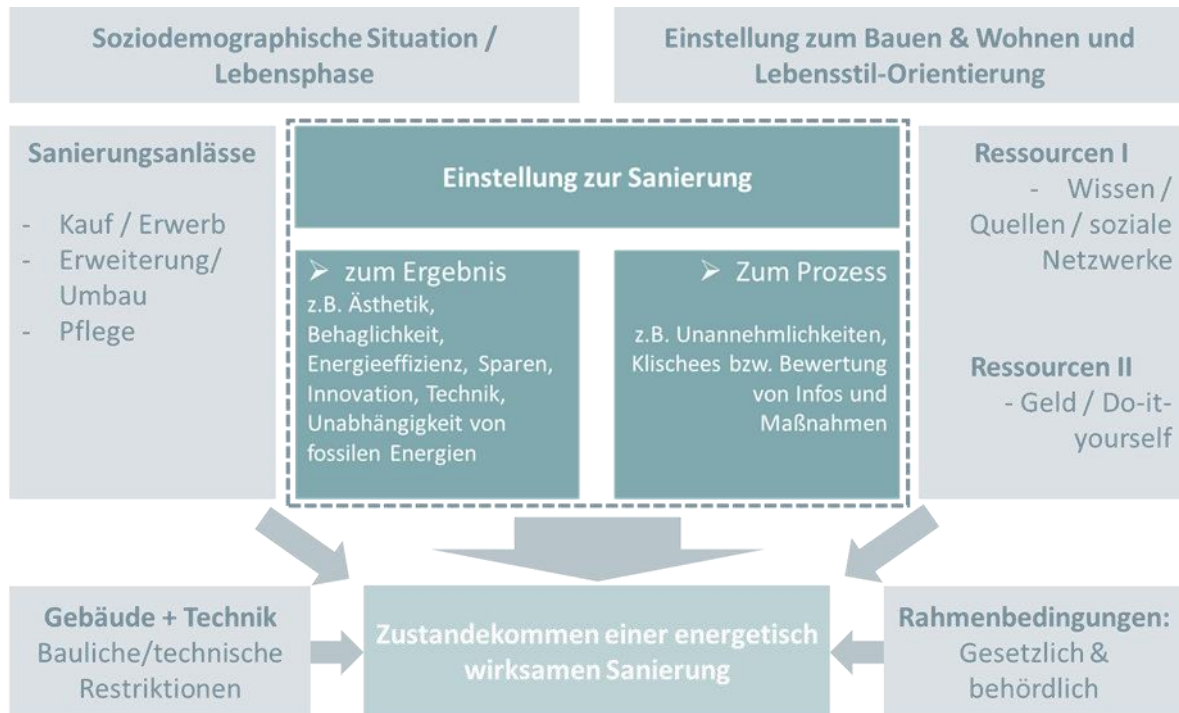 Soziodemographische Situation /
Lebensphase
Einstellung zum Bauen & Wohnen und
Lebensstil-Orientierung
Sanierungsanlässe
- Kauf / Erwerb
- Erweiterung/
Umbau
- Pflege
Einstellung zur Sanierung
➢ zum Ergebnis
z.B. Ästhetik,
Behaglichkeit,
Energieeffizienz, Sparen,
Innovation, Technik,
Unabhängigkeit von
fossilen Energien
➢ Zum Prozess
z.B. Unannehmlichkeiten,
Klischees bzw. Bewertung
von Infos und
Maßnahmen
Ressourcen I
- Wissen /
Quellen / soziale
Netzwerke
Ressourcen II
- Geld / Do-it-
yourself
Gebäude + Technik
Bauliche/technische
Restriktionen
Zustandekommen einer energetisch
wirksamen Sanierung
Rahmenbedingungen:
Gesetzlich &
behördlich